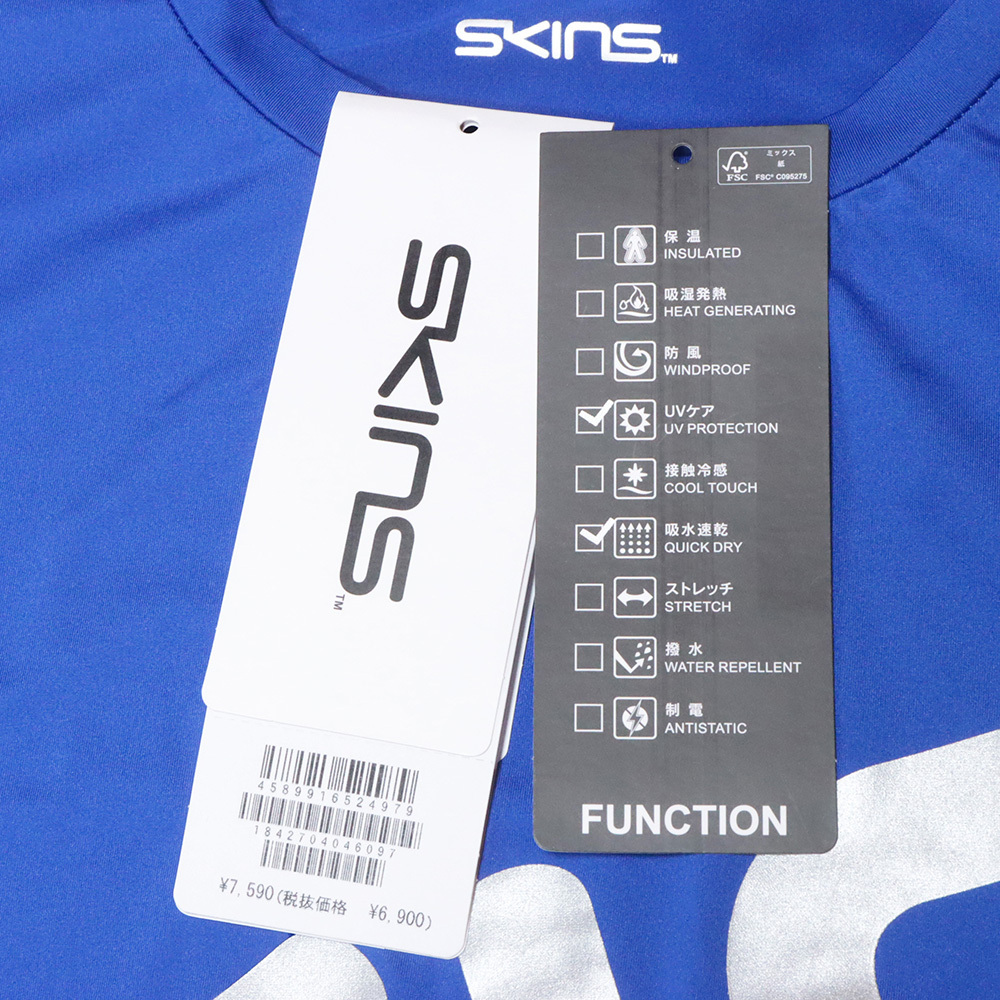 SKINS™
SKINS™
4589916524979
1842704046097
¥7,590(税抜価格 ¥6,900)
FSC
ミックス
紙
FSC® C095275
保温
INSULATED
吸湿発熱
HEAT GENERATING
防風
WINDPROOF
UVケア
UV PROTECTION
接触冷感
COOL TOUCH
吸水速乾
QUICK DRY
ストレッチ
STRETCH
撥水
WATER REPELLENT
制電
ANTISTATIC
FUNCTION